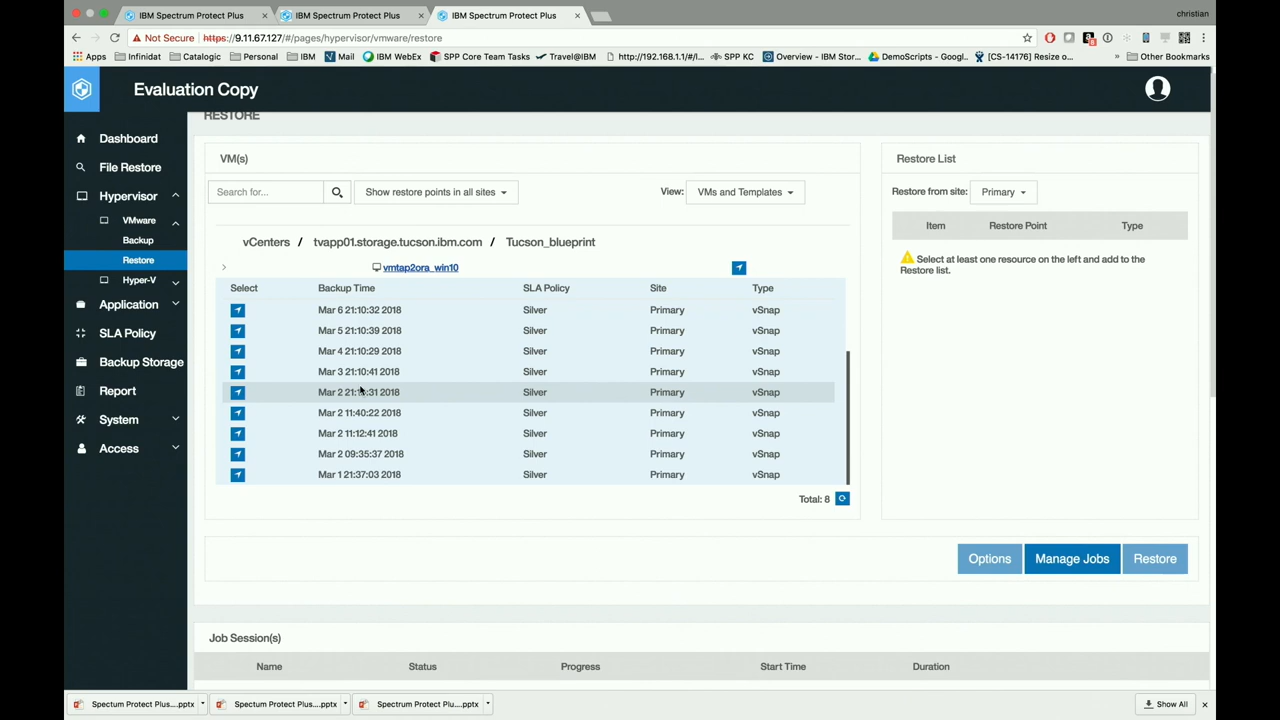 IBM Spectrum Protect Plus
IBM Spectrum Protect Plus
IBM Spectrum Protect Plus
christian
Not Secure https://9.11.67.127/#/pages/hypervisor/vmware/restore
Apps Infinidat Catalogic Personal IBM Mail IBM WebEx SPP Core Team Tasks Travel@IBM http://192.168.1.1/#/l... SPP KC Overview - IBM Stor... DemoScripts - Googl.. [CS-14176] Resize o... » Other Bookmarks
Evaluation Copy
Dashboard
File Restore
Hypervisor
VMware
Backup
Restore
Hyper-V
Application
SLA Policy
Backup Storage
Report
System
Access
RESTORE
VM(s)
Search for...
Show restore points in all sites
View: VMs and Templates
vCenters / tvapp01.storage.tucson.ibm.com / Tucson_blueprint
vmtap2ora_win10
Select Backup Time SLA Policy Site Type
Mar 6 21:10:32 2018 Silver Primary vSnap
Mar 5 21:10:39 2018 Silver Primary vSnap
Mar 4 21:10:29 2018 Silver Primary vSnap
Mar 3 21:10:41 2018 Silver Primary vSnap
Mar 2 2018 Silver Primary vSnap
Mar 2 11:40:22 2018 Silver Primary vSnap
Mar 2 11:12:41 2018 Silver Primary vSnap
Mar 2 09:35:37 2018 Silver Primary vSnap
Mar 1 21:37:03 2018 Silver Primary vSnap
Total: 8
Restore List
Restore from site: Primary
Item Restore Point Type
Select at least one resource on the left and add to the
Restore list.
Options Manage Jobs Restore
Job Session(s)
Name Status Progress Start Time Duration
Spectrum Protect Plus....pptx
Spectrum Protect Plus....pptx
Spectrum Protect Plu....pptx
Show All